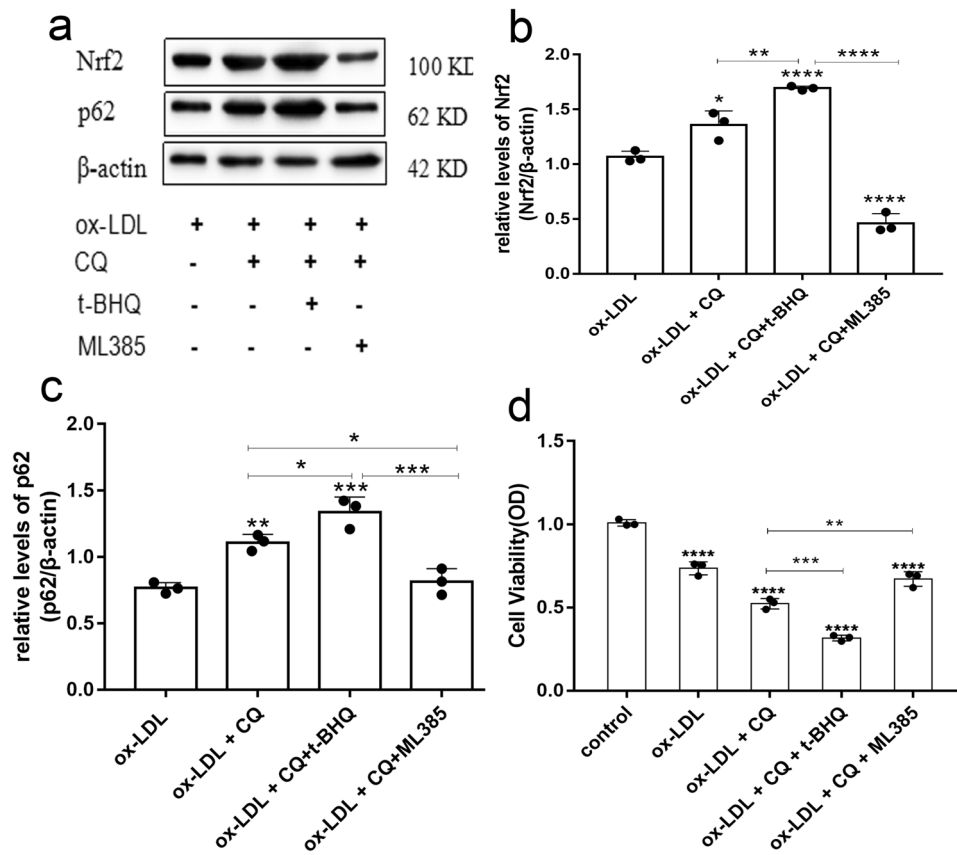 a
Nrf2 100 KD
p62 62 KD
β-actin 42 KD
ox-LDL + + + +
CQ - + + +
t-BHQ - - + -
ML385 - - - +
b
relative levels of Nrf2
(Nrf2/β-actin)
2.0
1.5
1.0
0.5
0.0
** ****
* **** ****
ox-LDL
ox-LDL + CQ
ox-LDL + CQ+t-BHQ
ox-LDL + CQ+ML385
c
relative levels of p62
(p62/β-actin)
2.0
1.5
1.0
0.5
0.0
*
* ***
** ***
ox-LDL
ox-LDL + CQ
ox-LDL + CQ+t-BHQ
ox-LDL + CQ+ML385
d
Cell Viability(OD)
1.5
1.0
0.5
0.0
**
***
**** **** **** ****
control
ox-LDL
ox-LDL + CQ
ox-LDL + CQ + t-BHQ
ox-LDL + CQ + ML385